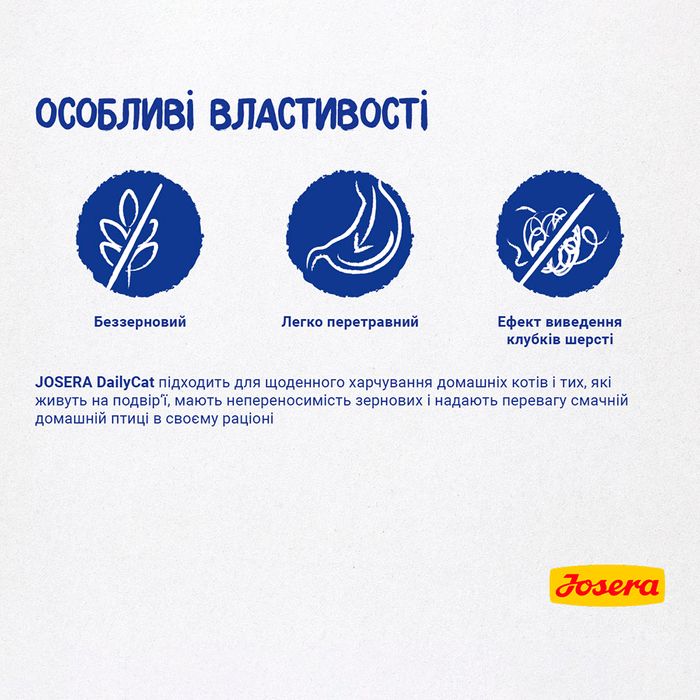 ОСОБЛИВІ ВЛАСТИВОСТІ
Беззерновий
Легко перетравний
Ефект виведення
клубків шерсті
JOSERA DailyCat підходить для щоденного харчування домашніх котів і тих, які
живуть на подвір'ї, мають непереносимість зернових і надають перевагу смачній
домашній птиці в своєму раціоні
Josera